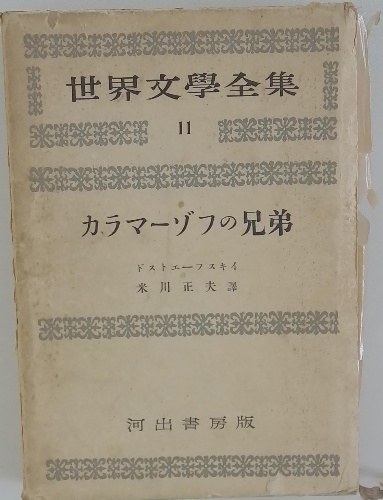 世界文學全集
11
カラマーゾフの兄弟
ドストエーフスキイ
米川正夫譯
河出書房版